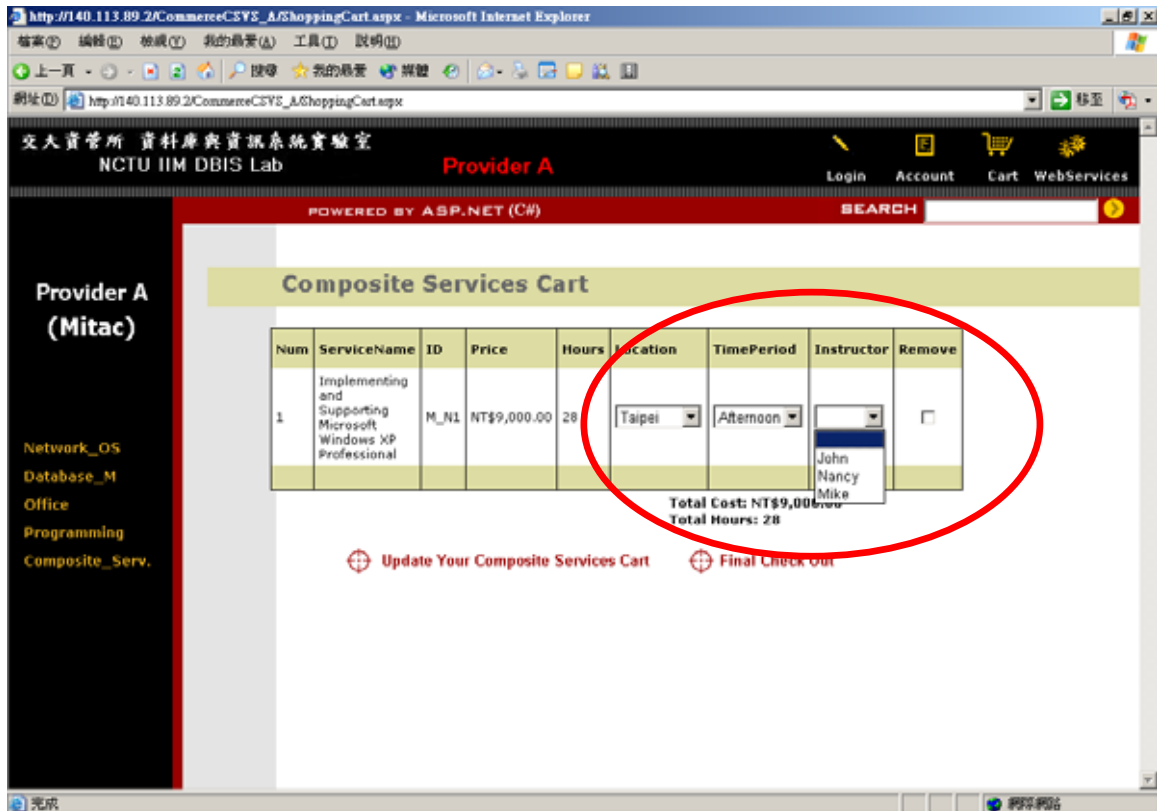 http://140.113.89.2/CommerceCSVS_A/ShoppingCart.aspx - Microsoft Internet Explorer
檔案(F) 編輯(E) 檢視(V) 我的最愛(A) 工具(T) 說明(H)
上一頁 搜尋 我的最愛 媒體
網址(D) http://140.113.89.2/CommerceCSVS_A/ShoppingCart.aspx 移至
交大資管所 資料庫與資訊系統實驗室
NCTU IIM DBIS Lab
Provider A
Login Account Cart WebServices
POWERED BY ASP.NET (C#) SEARCH
Provider A
(Mitac)
Network_OS
Database_M
Office
Programming
Composite_Serv.
Composite Services Cart
Num ServiceName ID Price Hours Location TimePeriod Instructor Remove
1 Implementing and Supporting Microsoft Windows XP Professional M_N1 NT$9,000.00 28 Taipei Afternoon
John
Nancy
Mike
Total Cost: NT$9,000.00
Total Hours: 28
Update Your Composite Services Cart Final Check Out
完成 網際網路